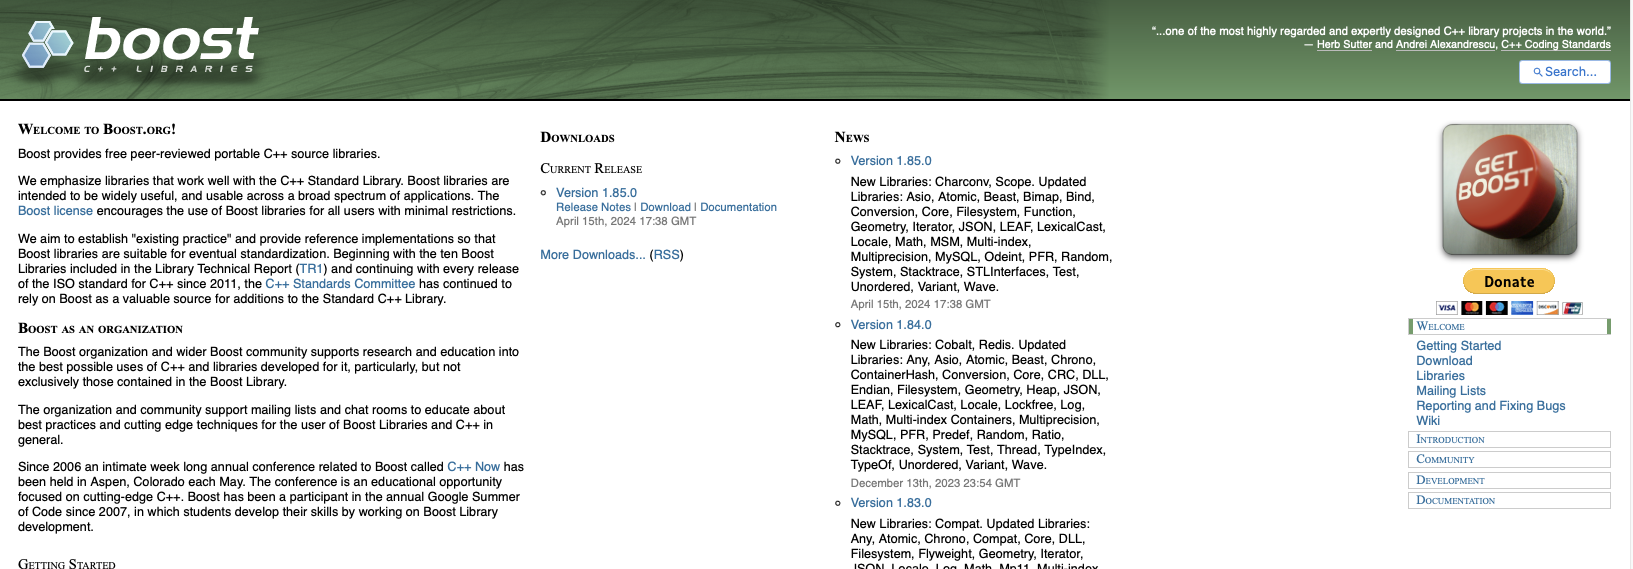 boost
C++ LIBRARIES
“...one of the most highly regarded and expertly designed C++ library projects in the world.”
— Herb Sutter and Andrei Alexandrescu, C++ Coding Standards
Search...
Welcome to Boost.org!
Boost provides free peer-reviewed portable C++ source libraries.
We emphasize libraries that work well with the C++ Standard Library. Boost libraries are
intended to be widely useful, and usable across a broad spectrum of applications. The
Boost license encourages the use of Boost libraries for all users with minimal restrictions.
We aim to establish "existing practice" and provide reference implementations so that
Boost libraries are suitable for eventual standardization. Beginning with the ten Boost
Libraries included in the Library Technical Report (TR1) and continuing with every release
of the ISO standard for C++ since 2011, the C++ Standards Committee has continued to
rely on Boost as a valuable source for additions to the Standard C++ Library.
Boost as an organization
The Boost organization and wider Boost community supports research and education into
the best possible uses of C++ and libraries developed for it, particularly, but not
exclusively those contained in the Boost Library.
The organization and community support mailing lists and chat rooms to educate about
best practices and cutting edge techniques for the user of Boost Libraries and C++ in
general.
Since 2006 an intimate week long annual conference related to Boost called C++ Now has
been held in Aspen, Colorado each May. The conference is an educational opportunity
focused on cutting-edge C++. Boost has been a participant in the annual Google Summer
of Code since 2007, in which students develop their skills by working on Boost Library
development.
Getting Started
Downloads
Current Release
Version 1.85.0
Release Notes | Download | Documentation
April 15th, 2024 17:38 GMT
More Downloads... (RSS)
News
Version 1.85.0
New Libraries: Charconv, Scope. Updated
Libraries: Asio, Atomic, Beast, Bimap, Bind,
Conversion, Core, Filesystem, Function,
Geometry, Iterator, JSON, LEAF, LexicalCast,
Locale, Math, MSM, Multi-index,
Multiprecision, MySQL, Odeint, PFR, Random,
System, Stacktrace, STLInterfaces, Test,
Unordered, Variant, Wave.
April 15th, 2024 17:38 GMT
Version 1.84.0
New Libraries: Cobalt, Redis. Updated
Libraries: Any, Asio, Atomic, Beast, Chrono,
ContainerHash, Conversion, Core, CRC, DLL,
Endian, Filesystem, Geometry, Heap, JSON,
LEAF, LexicalCast, Locale, Lockfree, Log,
Math, Multi-index Containers, Multiprecision,
MySQL, PFR, Predef, Random, Ratio,
Stacktrace, System, Test, Thread, TypeIndex,
TypeOf, Unordered, Variant, Wave.
December 13th, 2023 23:54 GMT
Version 1.83.0
New Libraries: Compat. Updated Libraries:
Any, Atomic, Chrono, Compat, Core, DLL,
Filesystem, Flyweight, Geometry, Iterator,
JSON, Locale, Log, Math, Mp11, Multi-index
GET
BOOST
Donate
VISA
DISCOVER
Welcome
Getting Started
Download
Libraries
Mailing Lists
Reporting and Fixing Bugs
Wiki
Introduction
Community
Development
Documentation